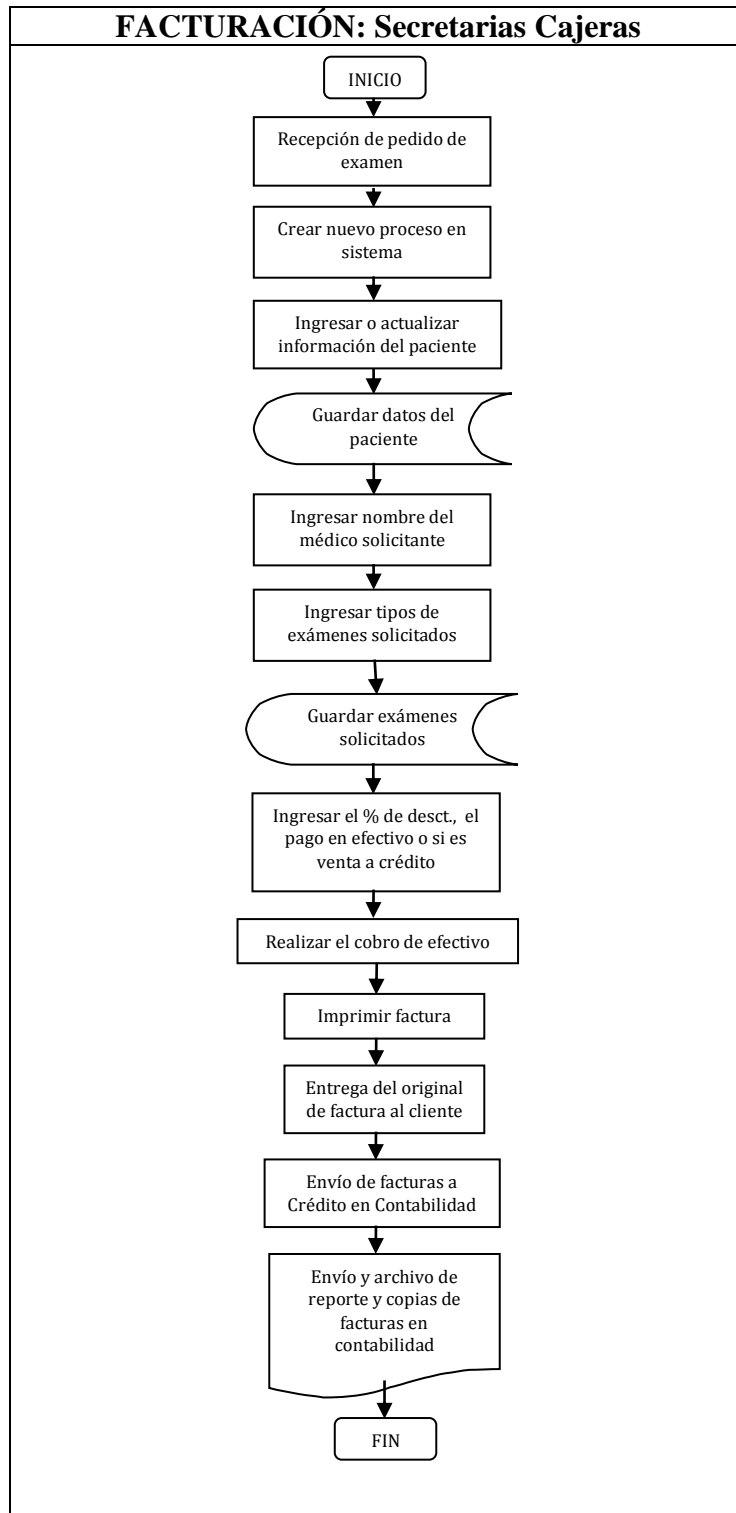 FACTURACIÓN: Secretarias Cajeras
INICIO
Recepción de pedido de
examen
Crear nuevo proceso en
sistema
Ingresar o actualizar
información del paciente
Guardar datos del
paciente
Ingresar nombre del
médico solicitante
Ingresar tipos de
exámenes solicitados
Guardar exámenes
solicitados
Ingresar el % de desct., el
pago en efectivo o si es
venta a crédito
Realizar el cobro de efectivo
Imprimir factura
Entrega del original
de factura al cliente
Envío de facturas a
Crédito en Contabilidad
Envío y archivo de
reporte y copias de
facturas en
contabilidad
FIN